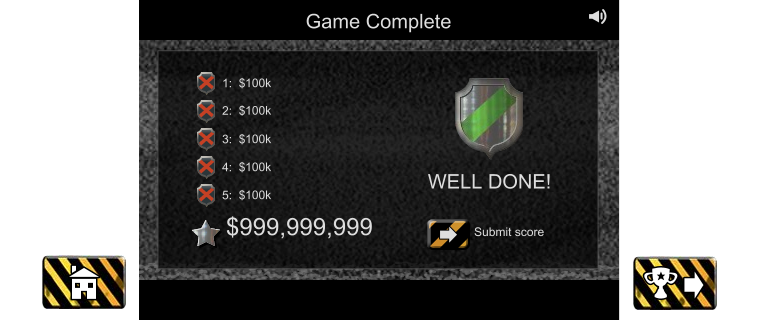 Game Complete
1: $100k
2: $100k
3: $100k
4: $100k
5: $100k
$999,999,999
WELL DONE!
Submit score